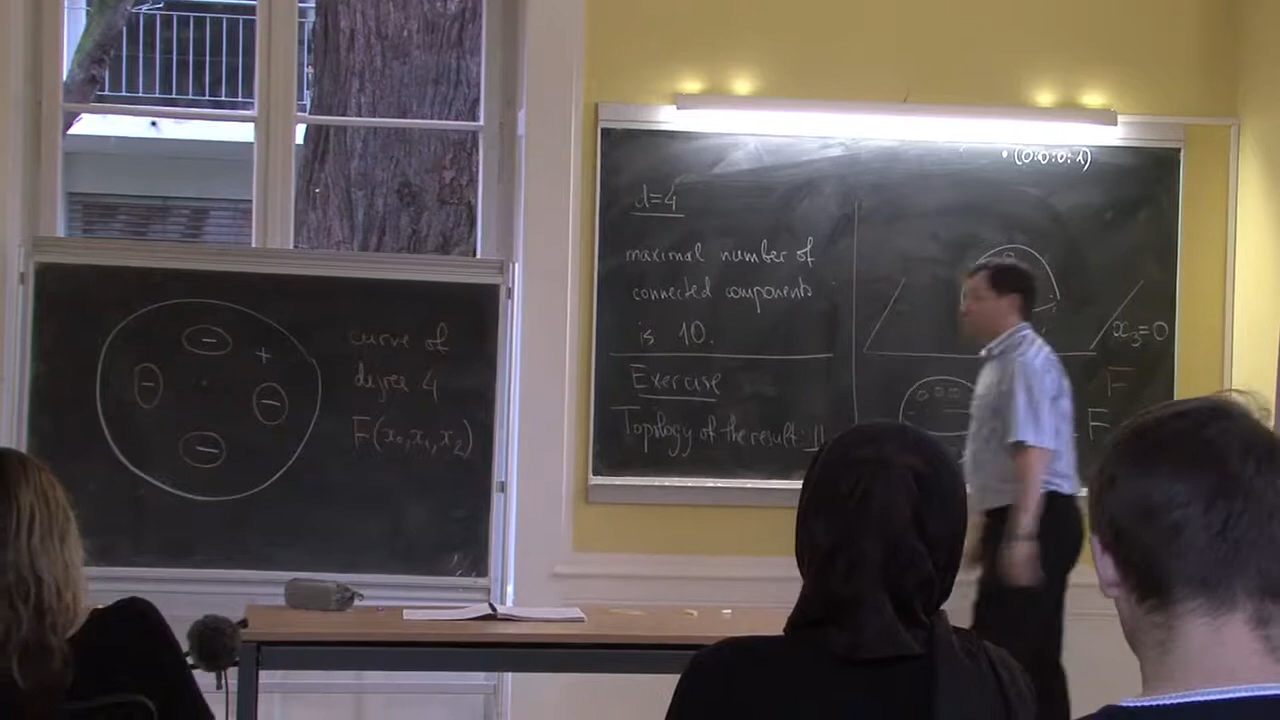 curve of
degree 4
F(x₀,x₁,x₂)
+
−
−
−
−
d=4
maximal number of
connected components
is 10.
Exercise
Topology of the result:
(0:0:0:1)
x₃=0
F
F